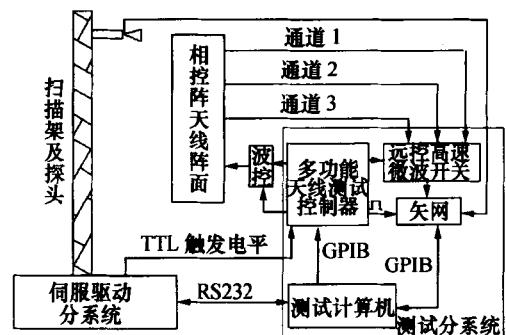 通道 1
通道 2
通道 3
扫描架及探头
相控阵天线阵面
波控
多功能
天线测试
控制器
远控高速
微波开关
矢网
TTL 触发电平
GPIB
GPIB
伺服驱动
分系统
RS232
测试计算机
测试分系统